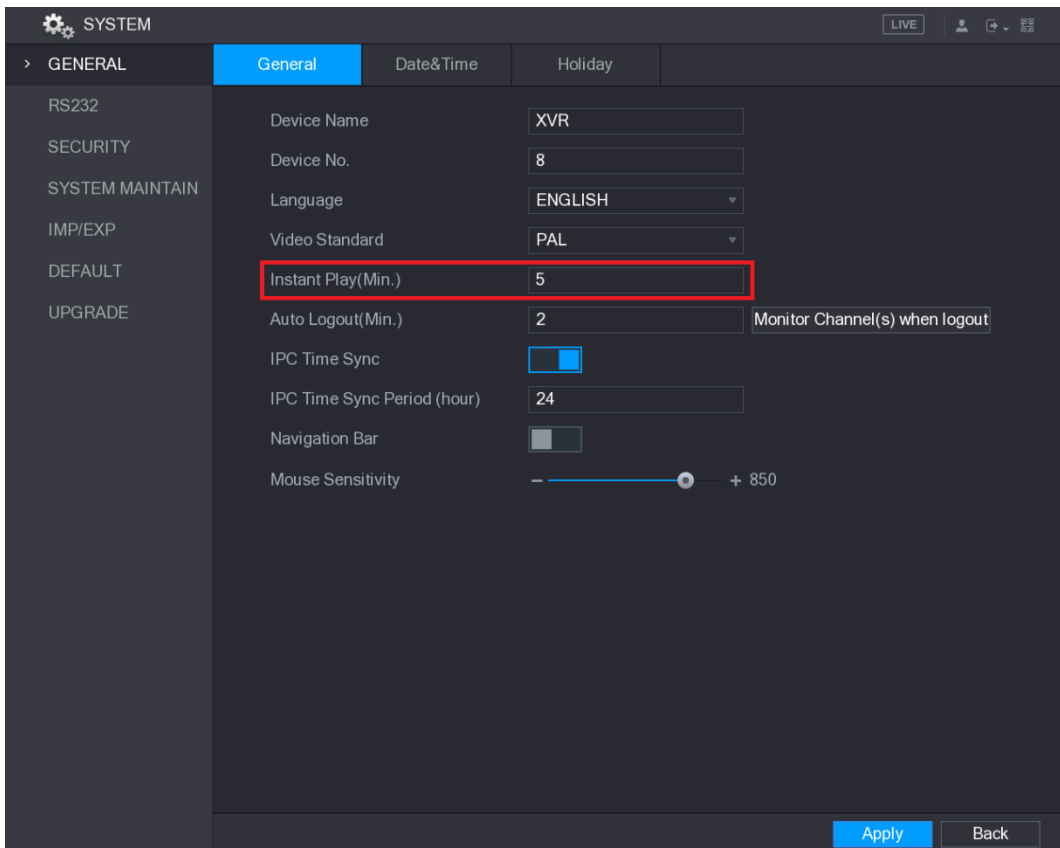 SYSTEM
LIVE
GENERAL
General Date&Time Holiday
RS232
SECURITY
SYSTEM MAINTAIN
IMP/EXP
DEFAULT
UPGRADE
Device Name XVR
Device No. 8
Language ENGLISH
Video Standard PAL
Instant Play(Min.) 5
Auto Logout(Min.) 2 Monitor Channel(s) when logout
IPC Time Sync
IPC Time Sync Period (hour) 24
Navigation Bar
Mouse Sensitivity − + 850
Apply Back